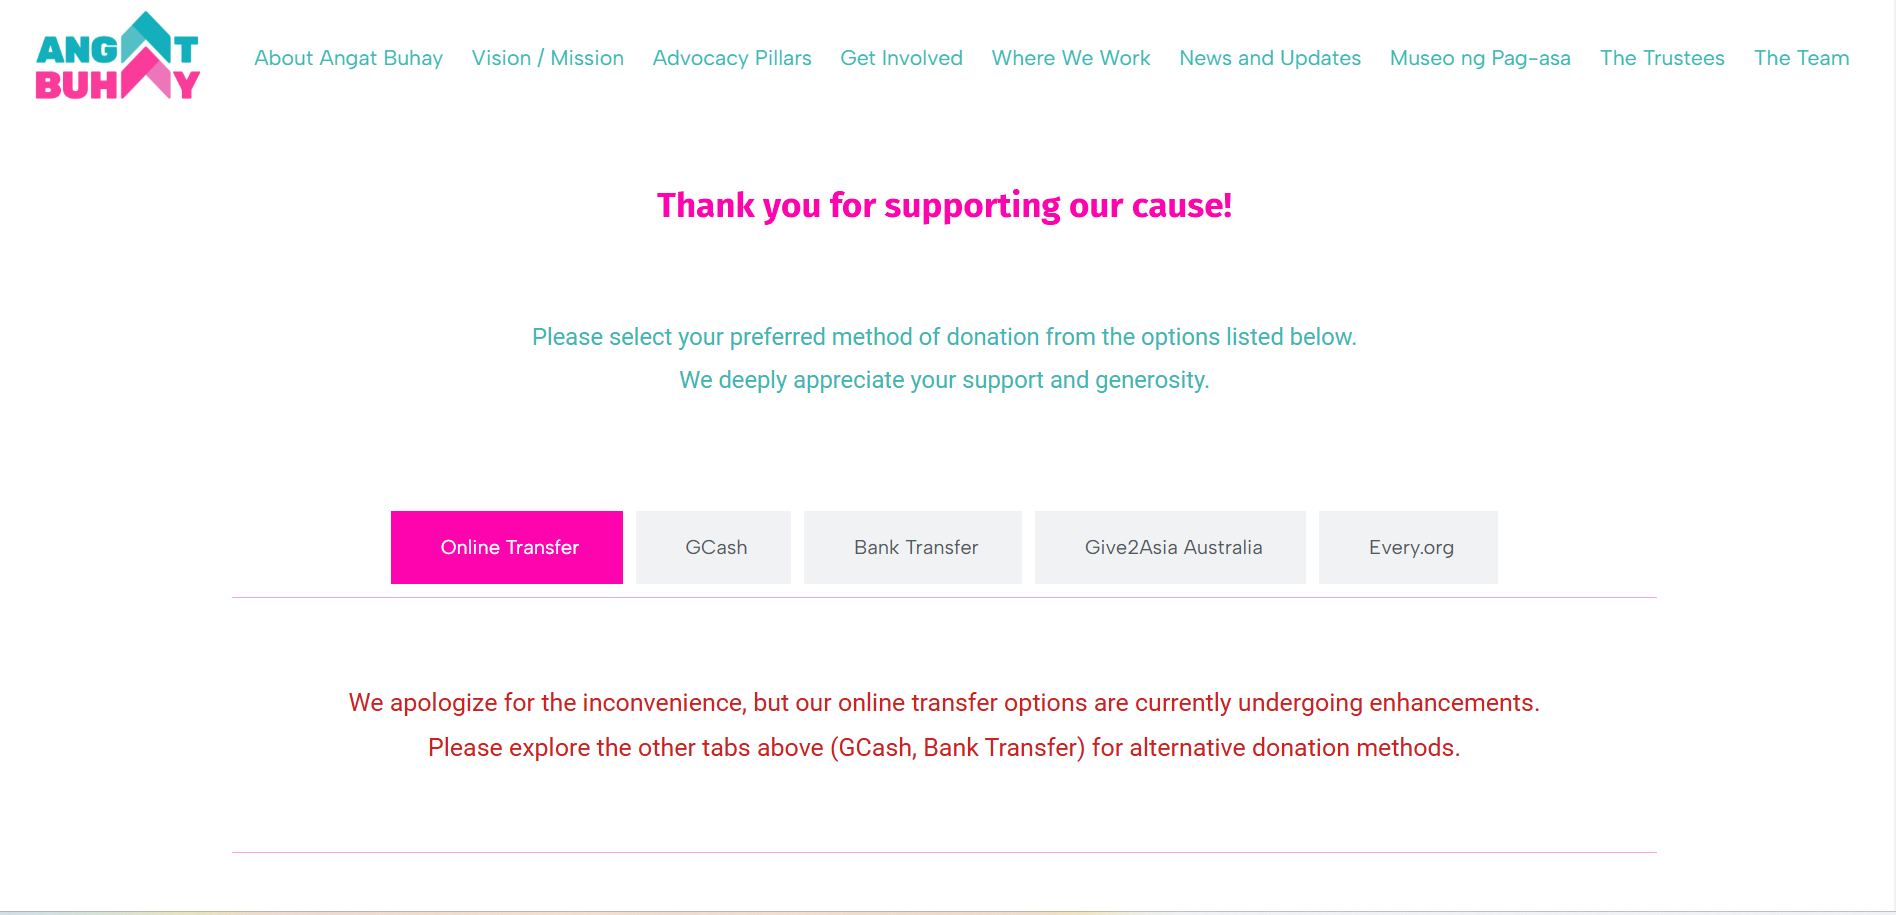 ANGAT
BUHAY
About Angat Buhay
Vision / Mission
Advocacy Pillars
Get Involved
Where We Work
News and Updates
Museo ng Pag-asa
The Trustees
The Team
Thank you for supporting our cause!
Please select your preferred method of donation from the options listed below.
We deeply appreciate your support and generosity.
Online Transfer
GCash
Bank Transfer
Give2Asia Australia
Every.org
We apologize for the inconvenience, but our online transfer options are currently undergoing enhancements.
Please explore the other tabs above (GCash, Bank Transfer) for alternative donation methods.